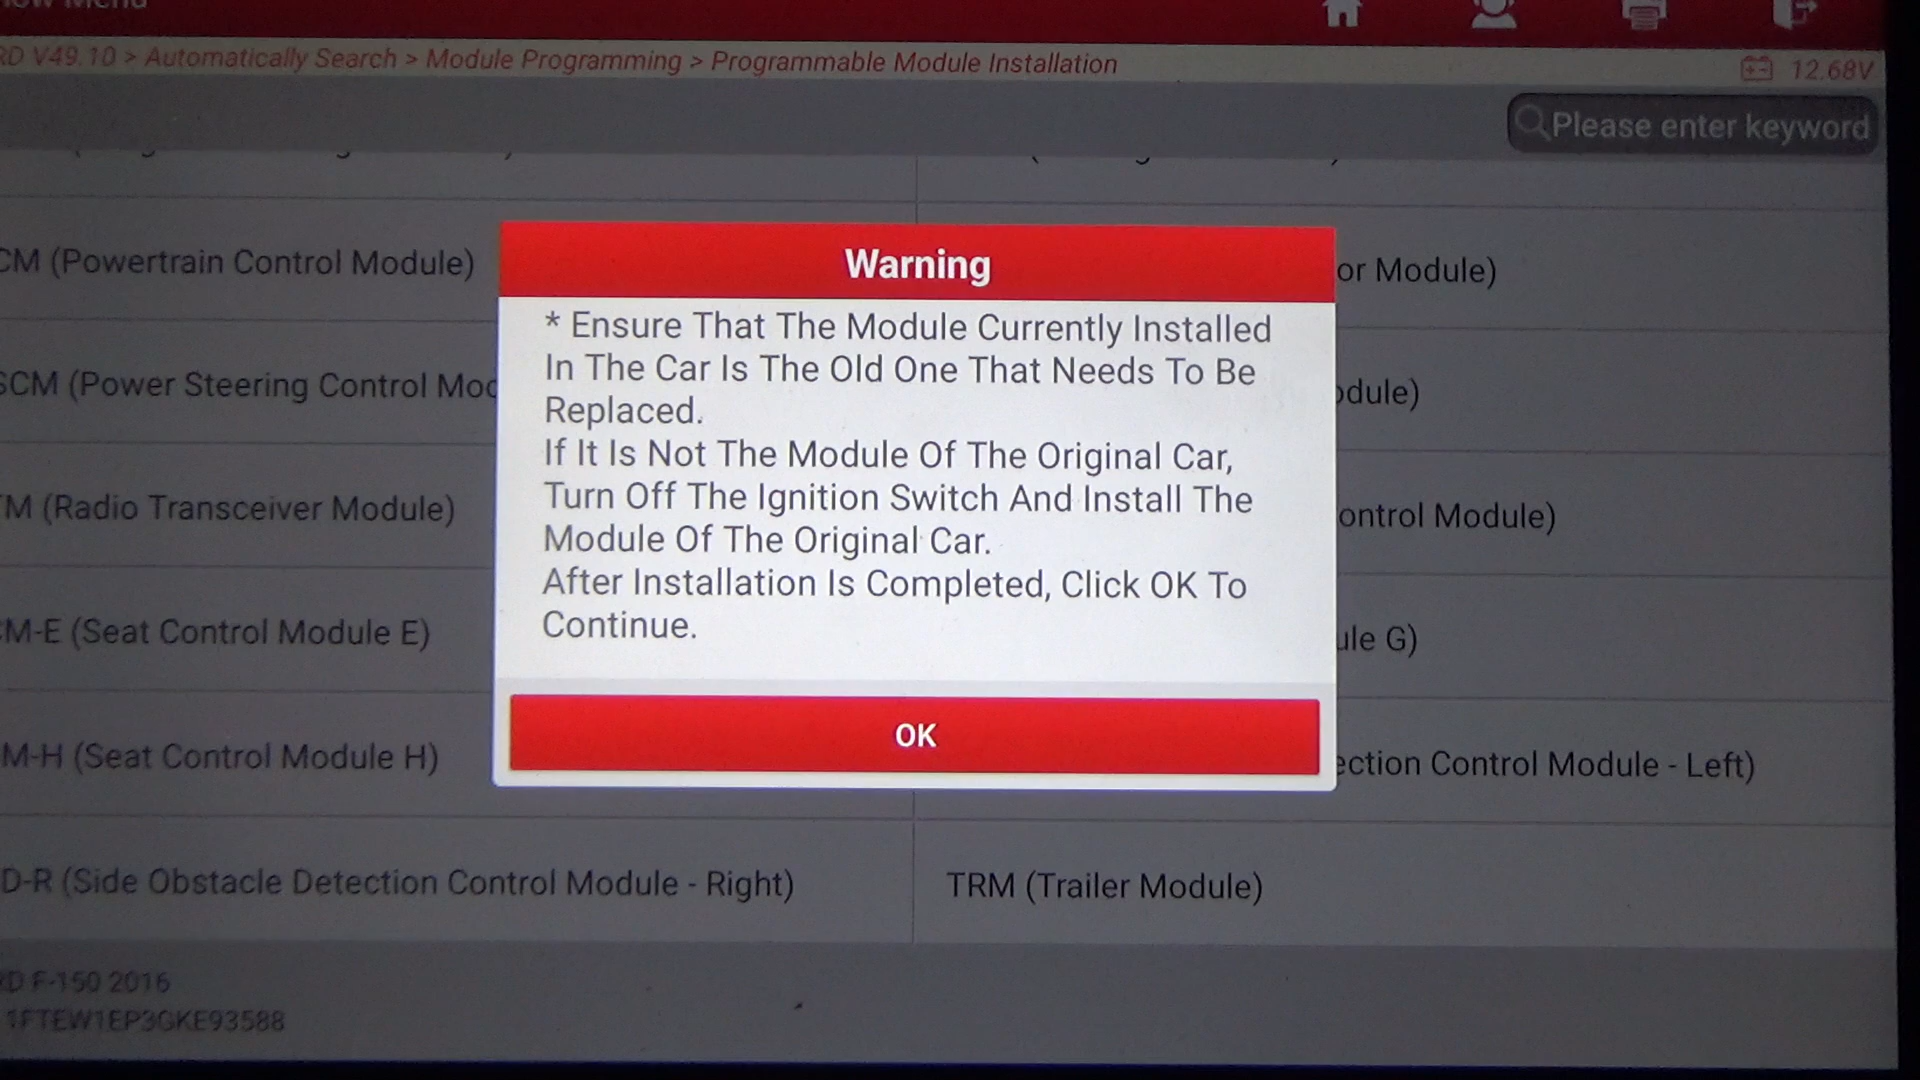 Menu
RD V49.10 > Automatically Search > Module Programming > Programmable Module Installation
12.68V
Please enter keyword
CM (Powertrain Control Module)
or Module)
SCM (Power Steering Control Mod
odule)
M (Radio Transceiver Module)
ontrol Module)
CM-E (Seat Control Module E)
ule G)
M-H (Seat Control Module H)
ection Control Module - Left)
D-R (Side Obstacle Detection Control Module - Right)
TRM (Trailer Module)
Warning
* Ensure That The Module Currently Installed
In The Car Is The Old One That Needs To Be
Replaced.
If It Is Not The Module Of The Original Car,
Turn Off The Ignition Switch And Install The
Module Of The Original Car.
After Installation Is Completed, Click OK To
Continue.
OK
RD F-150 2016
1FTEW1EP3GKE93588